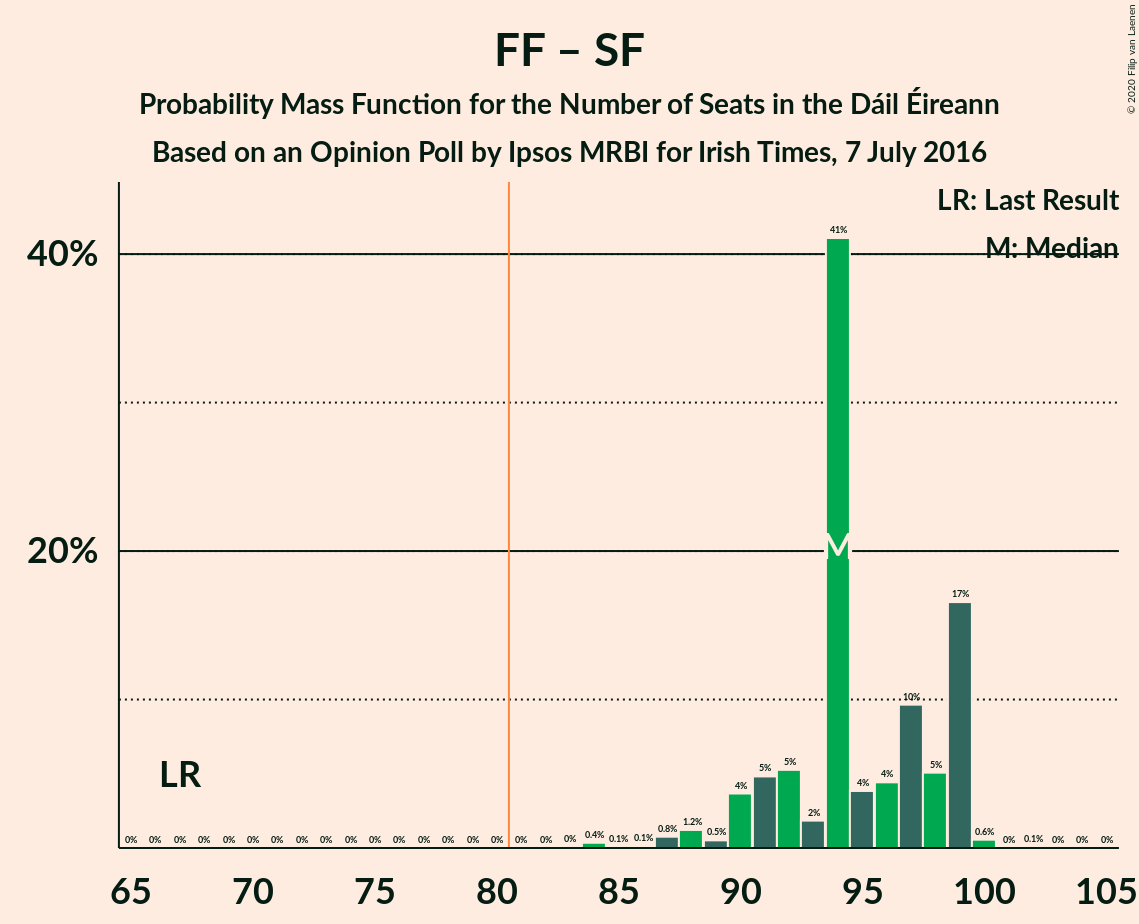 FF – SF
Probability Mass Function for the Number of Seats in the Dáil Éireann
Based on an Opinion Poll by Ipsos MRBI for Irish Times, 7 July 2016
© 2020 Filip van Laenen
LR: Last Result
M: Median
40%
20%
LR
M
0% 0% 0% 0% 0% 0% 0% 0% 0% 0% 0% 0% 0% 0% 0% 0% 0% 0% 0% 0.4% 0.1% 0.1% 0.8% 1.2% 0.5% 4% 5% 5% 2% 41% 4% 4% 10% 5% 17% 0.6% 0% 0.1% 0% 0% 0%
65 70 75 80 85 90 95 100 105